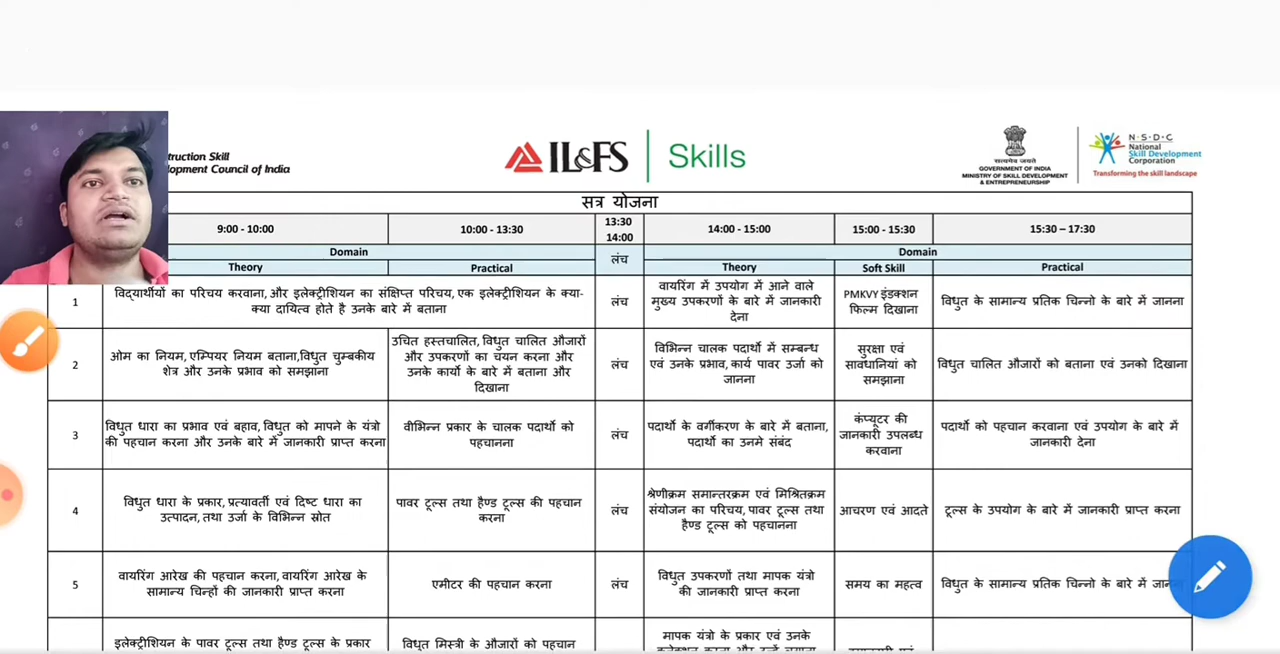 truction Skill
lopment Council of India
IL&FS
Skills
सत्यमेव जयते
GOVERNMENT OF INDIA
MINISTRY OF SKILL DEVELOPMENT
& ENTREPRENEURSHIP
N·S·D·C
National
Skill Development
Corporation
Transforming the skill landscape
सत्र योजना
9:00 - 10:00
10:00 - 13:30
13:30
14:00
14:00 - 15:00
15:00 - 15:30
15:30 – 17:30
Domain
लंच
Domain
Theory
Practical
Theory
Soft Skill
Practical
1
विद्यार्थीयों का परिचय करवाना, और इलेक्ट्रीशियन का संक्षिप्त परिचय, एक इलेक्ट्रीशियन के क्या-
क्या दायित्व होते है उनके बारे में बताना
लंच
वायरिंग में उपयोग में आने वाले
मुख्य उपकरणों के बारे में जानकारी
देना
PMKVY इंडक्शन
फिल्म दिखाना
विधुत के सामान्य प्रतिक चिन्नो के बारे में जानना
2
ओम का नियम, एम्पियर नियम बताना,विधुत चुम्बकीय
शेत्र और उनके प्रभाव को समझाना
उचित हस्तचालित, विधुत चालित औजारों
और उपकरणों का चयन करना और
उनके कार्यो के बारे में बताना और
दिखाना
लंच
विभिन्न चालक पदार्थो में सम्बन्ध
एवं उनके प्रभाव, कार्य पावर उर्जा को
जानना
सुरक्षा एवं
सावधानियां को
समझाना
विधुत चालित औजारों को बताना एवं उनको दिखाना
3
विधुत धारा का प्रभाव एवं बहाव, विधुत को मापने के यंत्रो
की पहचान करना और उनके बारे में जानकारी प्राप्त करना
वीभिन्न प्रकार के चालक पदार्थो को
पहचानना
लंच
पदार्थो के वर्गीकरण के बारे में बताना,
पदार्थो का उनमे संबंद
कंप्यूटर की
जानकारी उपलब्ध
करवाना
पदार्थो को पहचान करवाना एवं उपयोग के बारे में
जानकारी देना
4
विधुत धारा के प्रकार, प्रत्यावर्ती एवं दिष्ट धारा का
उत्पादन, तथा उर्जा के विभिन्न स्रोत
पावर टूल्स तथा हैण्ड टूल्स की पहचान
करना
लंच
श्रेणीक्रम समान्तरक्रम एवं मिश्रितक्रम
संयोजन का परिचय, पावर टूल्स तथा
हैण्ड टूल्स को पहचानना
आचरण एवं आदते
टूल्स के उपयोग के बारे में जानकारी प्राप्त करना
5
वायरिंग आरेख की पहचान करना, वायरिंग आरेख के
सामान्य चिन्हों की जानकारी प्राप्त करना
एमीटर की पहचान करना
लंच
विधुत उपकरणों तथा मापक यंत्रो
की जानकारी प्राप्त करना
समय का महत्व
विधुत के सामान्य प्रतिक चिन्नो के बारे में जान
इलेक्ट्रीशियन के पावर टूल्स तथा हैण्ड टूल्स के प्रकार
विधुत मिस्त्री के औजारों को पहचान
मापक यंत्रो के प्रकार एवं उनके